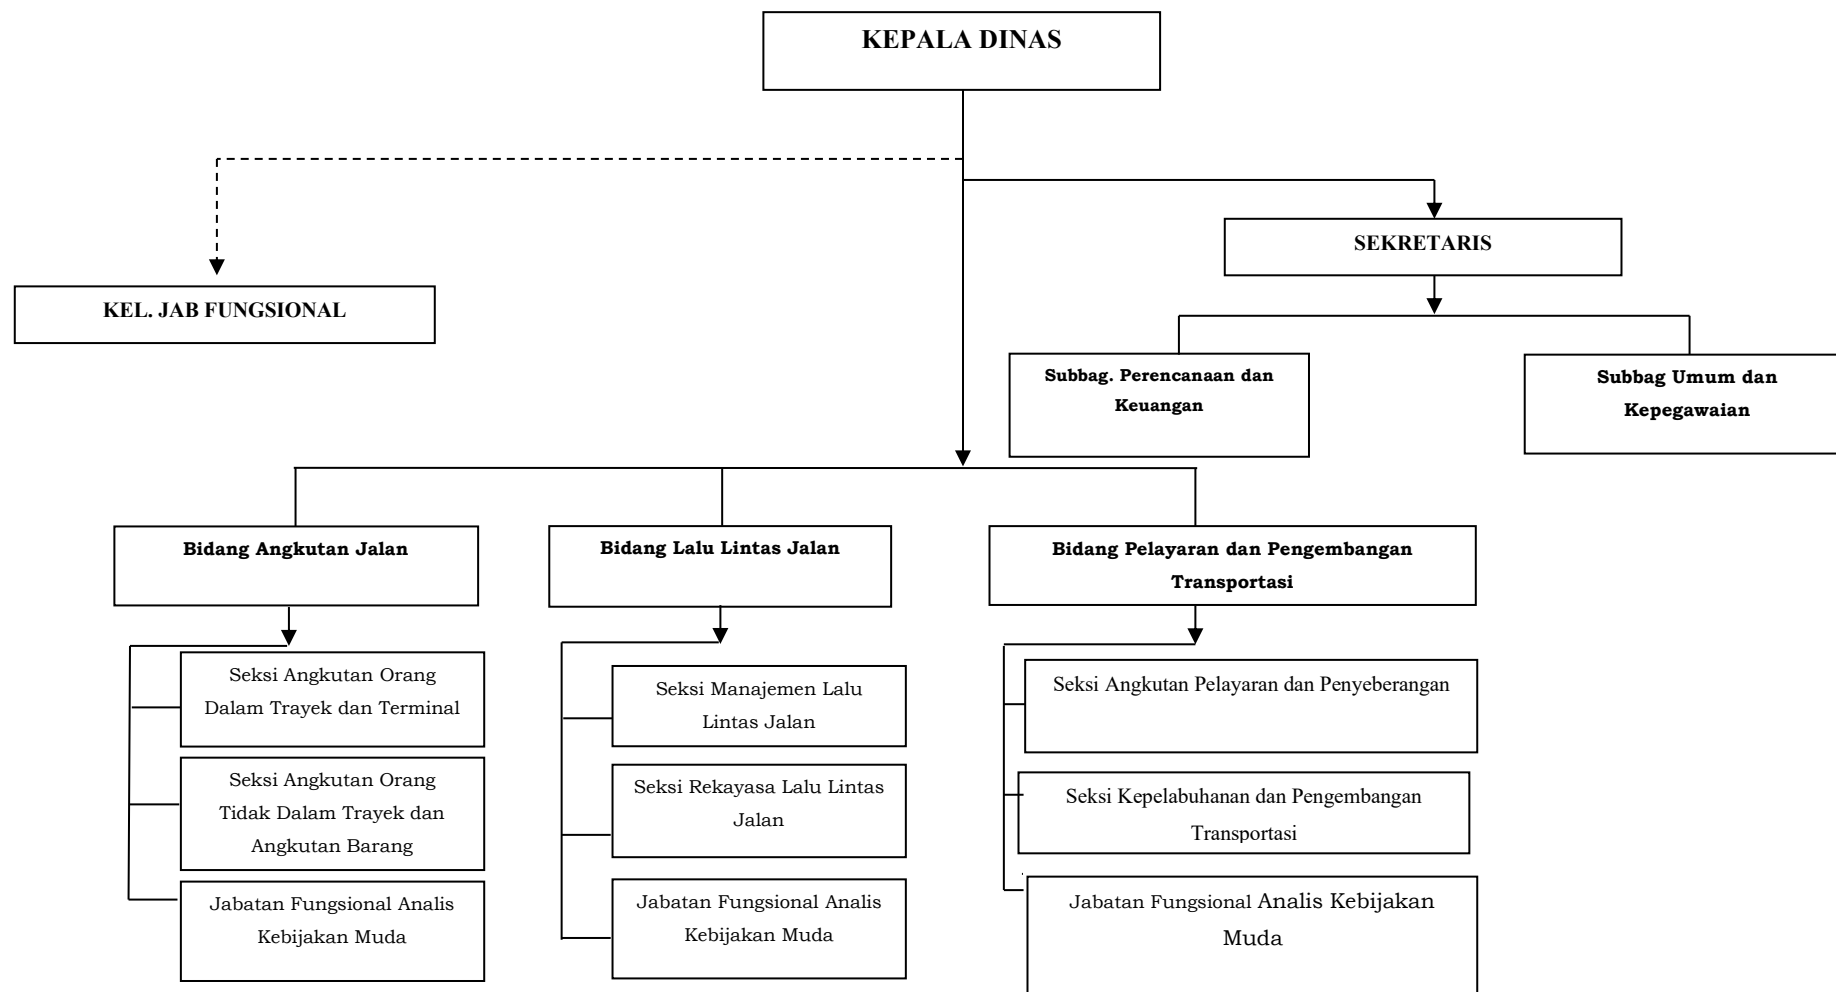 KEPALA DINAS
SEKRETARIS
KEL. JAB FUNGSIONAL
Subbag. Perencanaan dan
Keuangan
Subbag Umum dan
Kepegawaian
Bidang Angkutan Jalan
Bidang Lalu Lintas Jalan
Bidang Pelayaran dan Pengembangan
Transportasi
Seksi Angkutan Orang
Dalam Trayek dan Terminal
Seksi Angkutan Orang
Tidak Dalam Trayek dan
Angkutan Barang
Jabatan Fungsional Analis
Kebijakan Muda
Seksi Manajemen Lalu
Lintas Jalan
Seksi Rekayasa Lalu Lintas
Jalan
Jabatan Fungsional Analis
Kebijakan Muda
Seksi Angkutan Pelayaran dan Penyeberangan
Seksi Kepelabuhanan dan Pengembangan
Transportasi
Jabatan Fungsional Analis Kebijakan
Muda